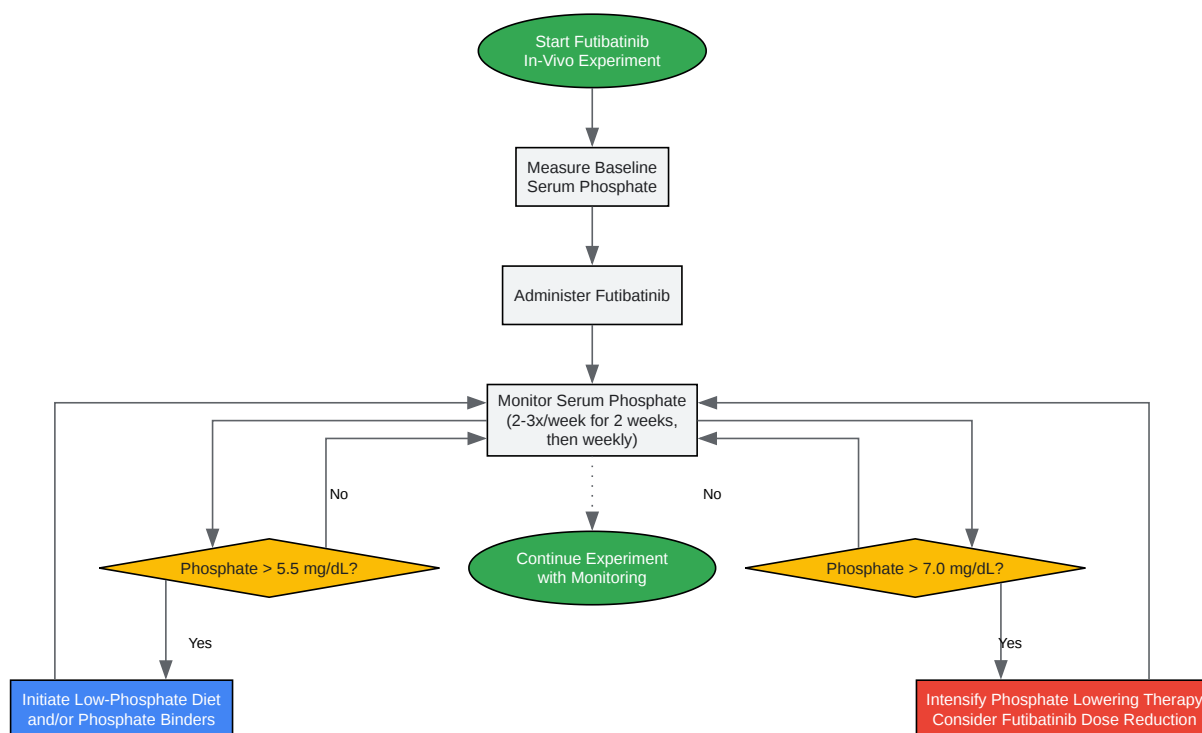 Start Futibatinib
In-Vivo Experiment
Measure Baseline
Serum Phosphate
Administer Futibatinib
Monitor Serum Phosphate
(2-3x/week for 2 weeks,
then weekly)
No
No
Phosphate > 5.5 mg/dL?
Continue Experiment
with Monitoring
Phosphate > 7.0 mg/dL?
Yes
Yes
Initiate Low-Phosphate Diet
and/or Phosphate Binders
Intensify Phosphate Lowering Therapy
Consider Futibatinib Dose Reduction